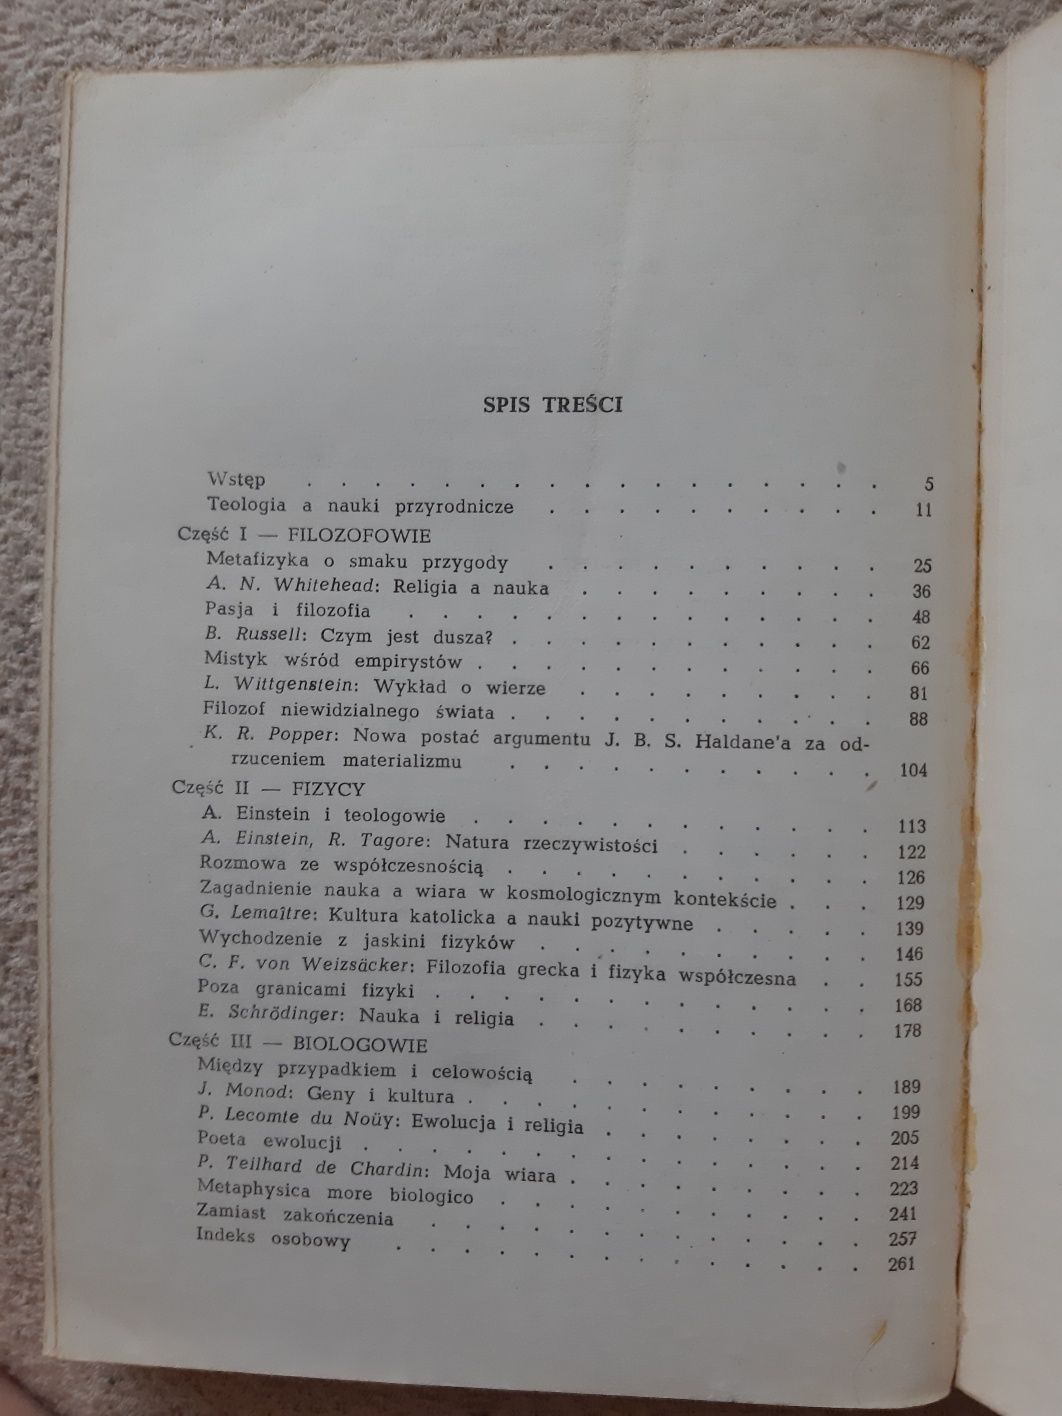 SPIS TREŚCI
Wstęp . . . . . . . . . . . . . . . . . 5
Teologia a nauki przyrodnicze . . . . . . . . . . 11
Część I — FILOZOFOWIE
Metafizyka o smaku przygody . . . . . . . . . . 25
A. N. Whitehead: Religia a nauka . . . . . . . . . 36
Pasja i filozofia . . . . . . . . . . . . . . 48
B. Russell: Czym jest dusza? . . . . . . . . . . . 62
Mistyk wśród empirystów . . . . . . . . . . . . 66
L. Wittgenstein: Wykład o wierze . . . . . . . . . 81
Filozof niewidzialnego świata . . . . . . . . . . . 88
K. R. Popper: Nowa postać argumentu J. B. S. Haldane'a za od-
rzuceniem materializmu . . . . . . . . . . . 104
Część II — FIZYCY
A. Einstein i teologowie . . . . . . . . . . . . 113
A. Einstein, R. Tagore: Natura rzeczywistości . . . . . . 122
Rozmowa ze współczesnością . . . . . . . . . . . 126
Zagadnienie nauka a wiara w kosmologicznym kontekście . . . 129
G. Lemaître: Kultura katolicka a nauki pozytywne . . . . . 139
Wychodzenie z jaskini fizyków . . . . . . . . . . 146
C. F. von Weizsäcker: Filozofia grecka i fizyka współczesna . . 155
Poza granicami fizyki . . . . . . . . . . . . . 168
E. Schrödinger: Nauka i religia . . . . . . . . . . 178
Część III — BIOLOGOWIE
Między przypadkiem i celowością . . . . . . . . . 189
J. Monod: Geny i kultura . . . . . . . . . . . . 199
P. Lecomte du Noüy: Ewolucja i religia . . . . . . . . 205
Poeta ewolucji . . . . . . . . . . . . . . . 214
P. Teilhard de Chardin: Moja wiara . . . . . . . . . 223
Metaphysica more biologico . . . . . . . . . . . 241
Zamiast zakończenia . . . . . . . . . . . . . 257
Indeks osobowy . . . . . . . . . . . . . . 261